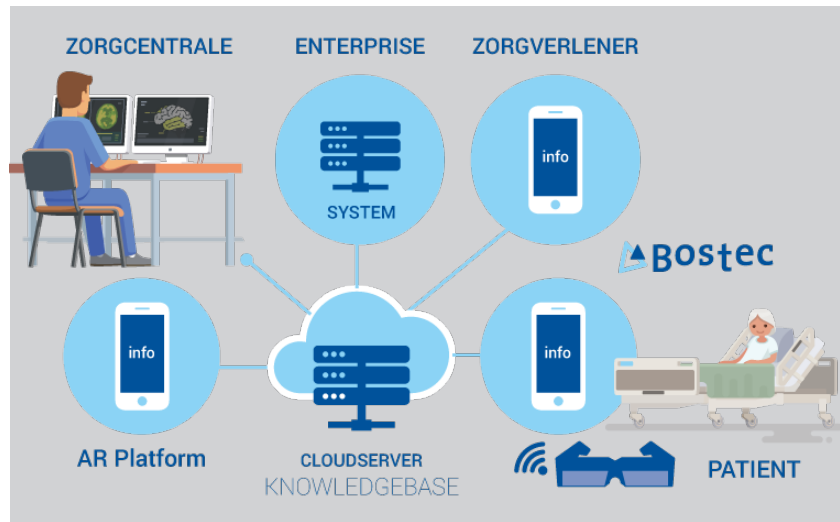 ZORGCENTRALE
ENTERPRISE
ZORGVERLENER
info
SYSTEM
Bostec
info
info
AR Platform
CLOUDSERVER
KNOWLEDGEBASE
PATIENT